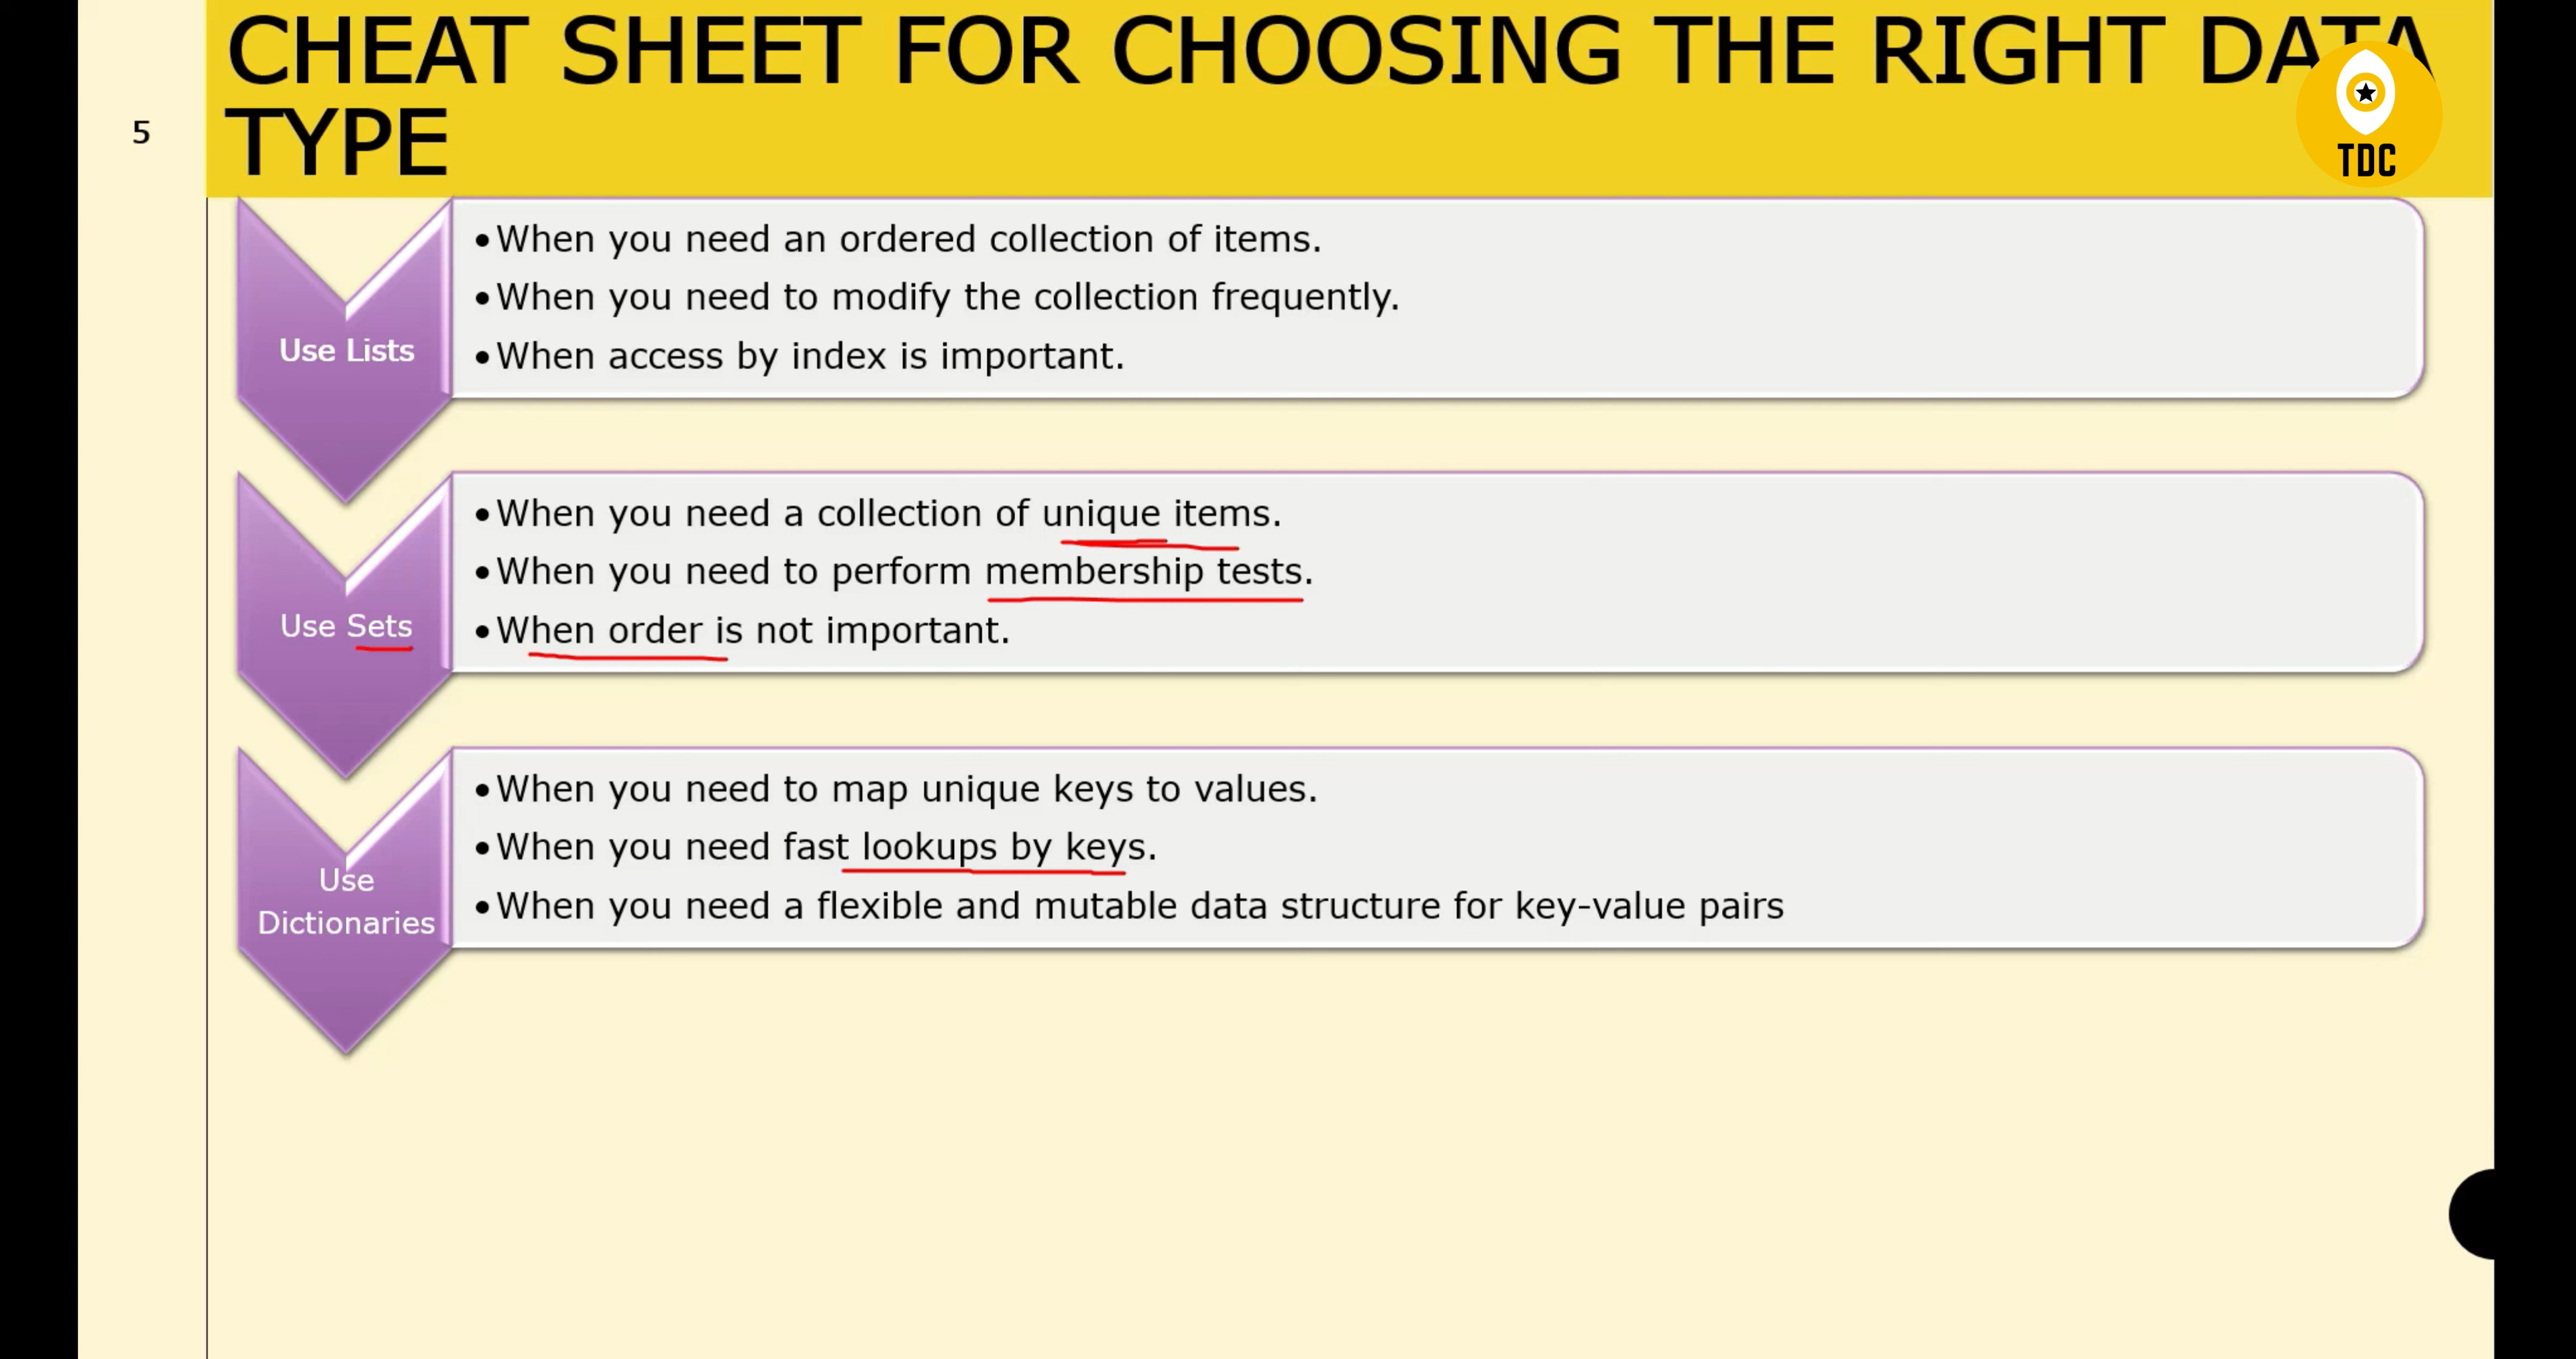 CHEAT SHEET FOR CHOOSING THE RIGHT DATA
TYPE
5
TDC
Use Lists
•When you need an ordered collection of items.
•When you need to modify the collection frequently.
•When access by index is important.
Use Sets
•When you need a collection of unique items.
•When you need to perform membership tests.
•When order is not important.
Use
Dictionaries
•When you need to map unique keys to values.
•When you need fast lookups by keys.
•When you need a flexible and mutable data structure for key-value pairs